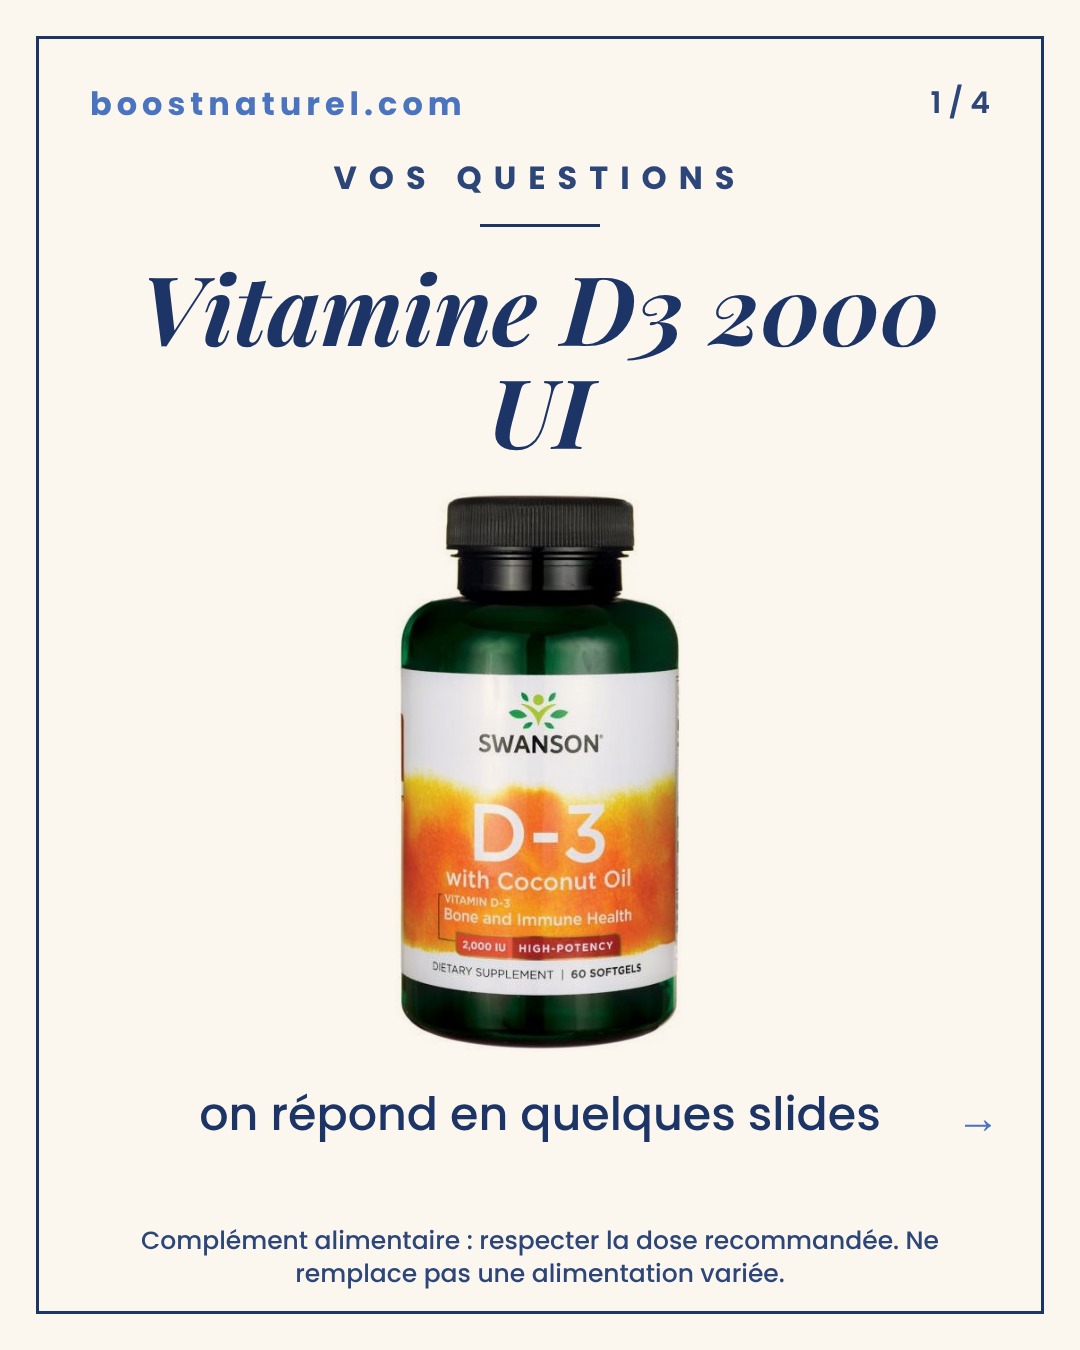 boostnaturel.com
1 / 4
VOS QUESTIONS
Vitamine D3 2000
UI
SWANSON
D-3
with Coconut Oil
VITAMIN D-3
Bone and Immune Health
2,000 IU HIGH-POTENCY
DIETARY SUPPLEMENT | 60 SOFTGELS
on répond en quelques slides →
Complément alimentaire : respecter la dose recommandée. Ne
remplace pas une alimentation variée.